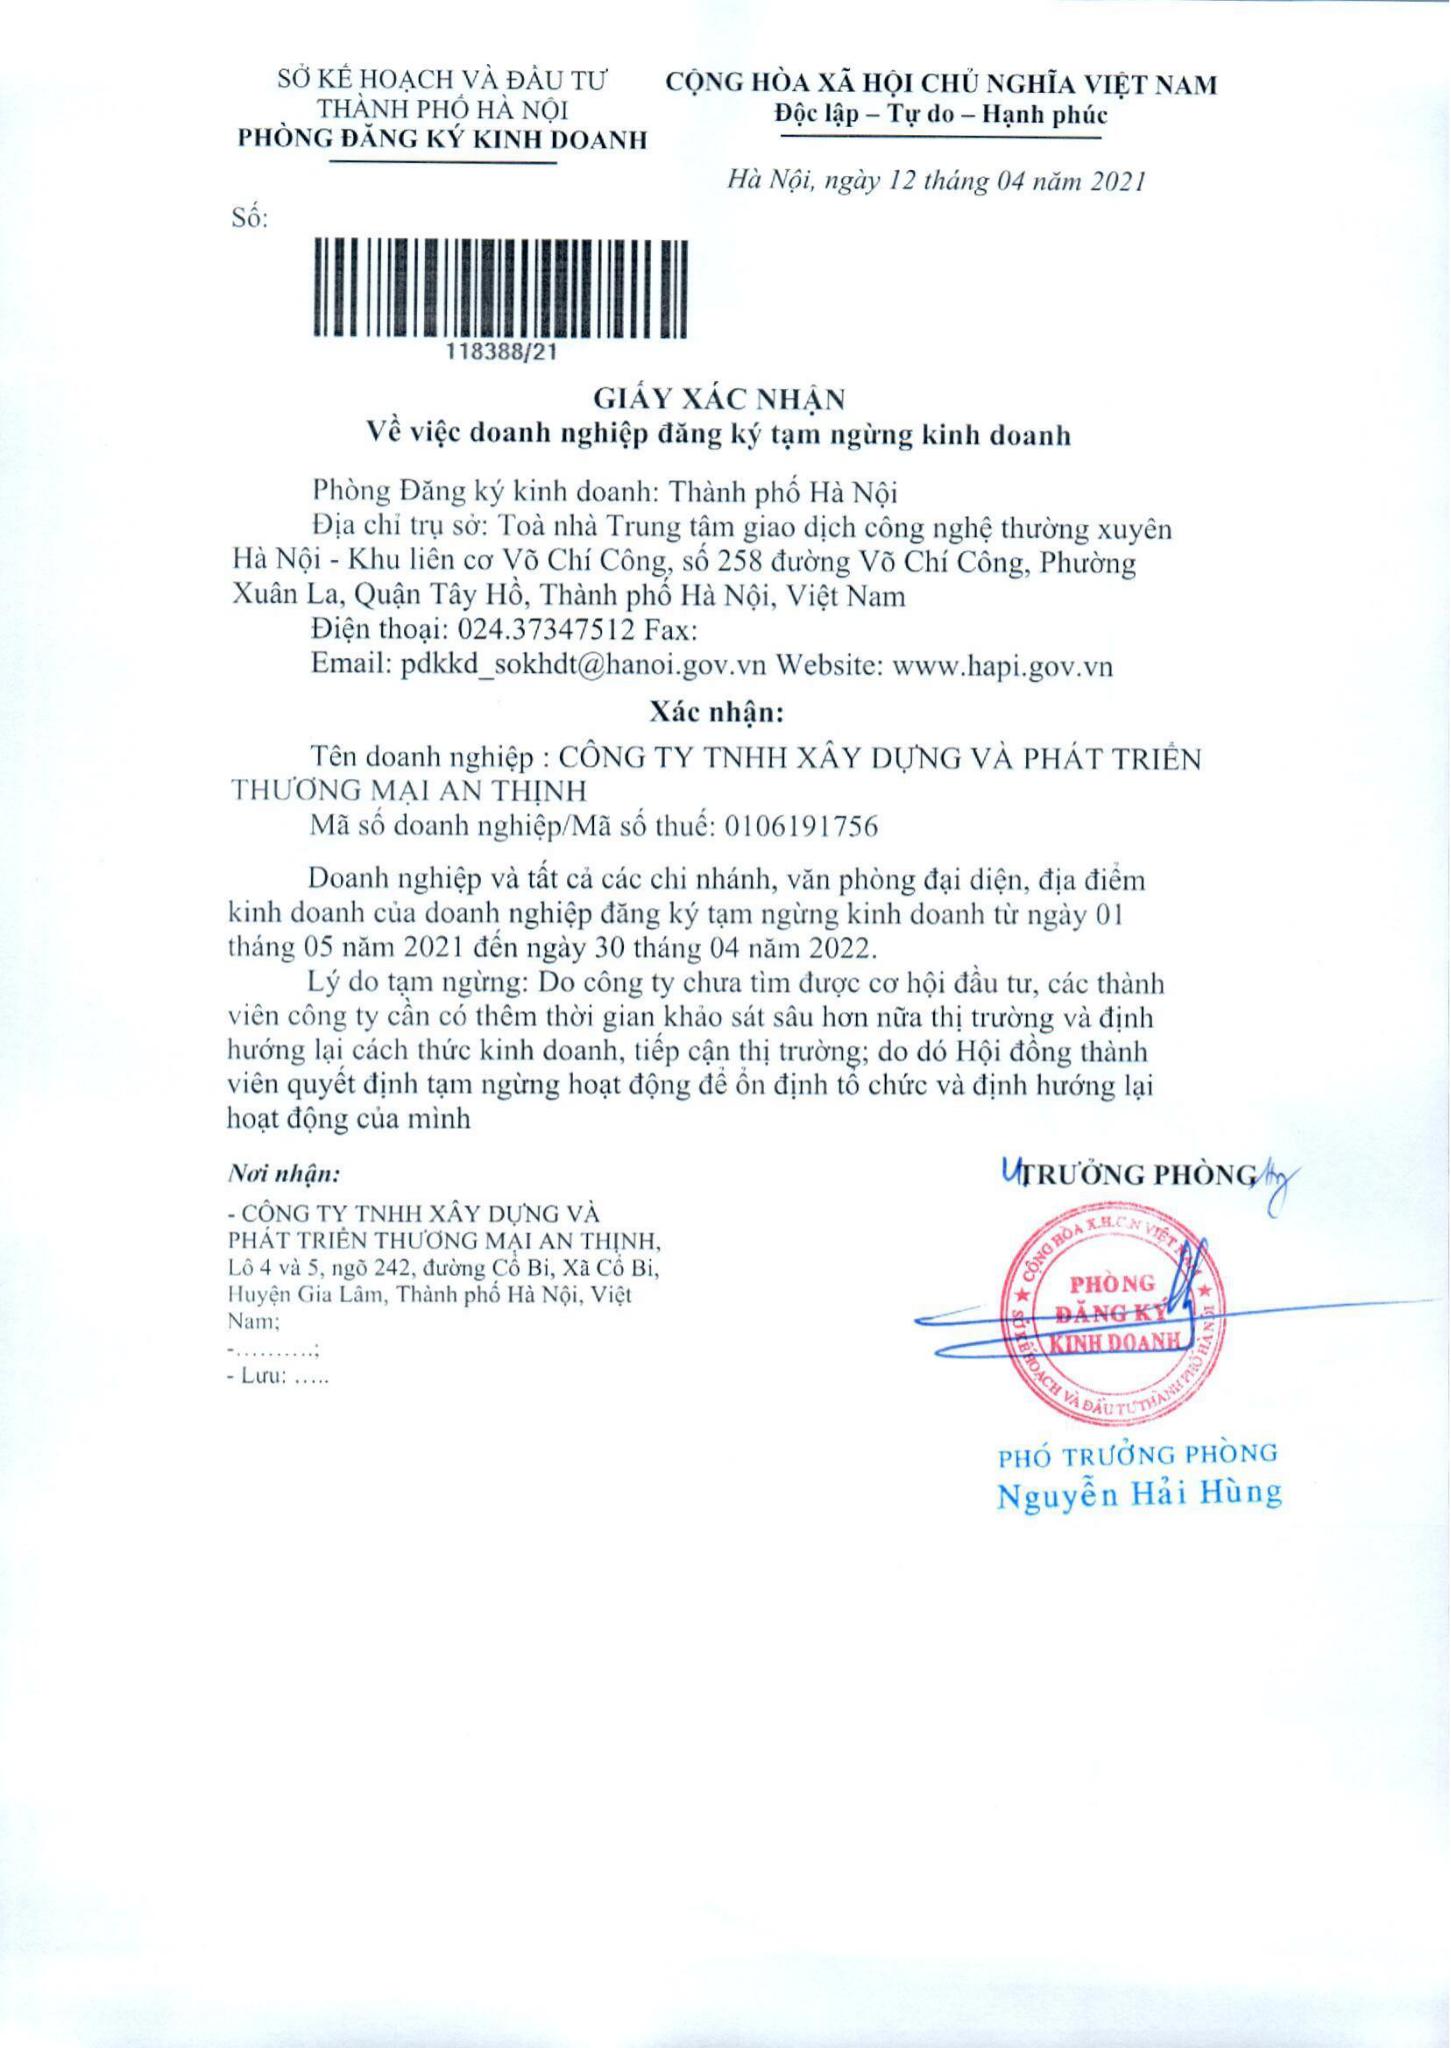 SỞ KẾ HOẠCH VÀ ĐẦU TƯ
THÀNH PHỐ HÀ NỘI
PHÒNG ĐĂNG KÝ KINH DOANH
CỘNG HÒA XÃ HỘI CHỦ NGHĨA VIỆT NAM
Độc lập – Tự do – Hạnh phúc
Hà Nội, ngày 12 tháng 04 năm 2021
Số:
118388/21
GIẤY XÁC NHẬN
Về việc doanh nghiệp đăng ký tạm ngừng kinh doanh
Phòng Đăng ký kinh doanh: Thành phố Hà Nội
Địa chỉ trụ sở: Toà nhà Trung tâm giao dịch công nghệ thường xuyên
Hà Nội - Khu liên cơ Võ Chí Công, số 258 đường Võ Chí Công, Phường
Xuân La, Quận Tây Hồ, Thành phố Hà Nội, Việt Nam
Điện thoại: 024.37347512 Fax:
Email: pdkkd_sokhdt@hanoi.gov.vn Website: www.hapi.gov.vn
Xác nhận:
Tên doanh nghiệp : CÔNG TY TNHH XÂY DỰNG VÀ PHÁT TRIỂN
THƯƠNG MẠI AN THỊNH
Mã số doanh nghiệp/Mã số thuế: 0106191756
Doanh nghiệp và tất cả các chi nhánh, văn phòng đại diện, địa điểm
kinh doanh của doanh nghiệp đăng ký tạm ngừng kinh doanh từ ngày 01
tháng 05 năm 2021 đến ngày 30 tháng 04 năm 2022.
Lý do tạm ngừng: Do công ty chưa tìm được cơ hội đầu tư, các thành
viên công ty cần có thêm thời gian khảo sát sâu hơn nữa thị trường và định
hướng lại cách thức kinh doanh, tiếp cận thị trường; do dó Hội đồng thành
viên quyết định tạm ngừng hoạt động để ổn định tổ chức và định hướng lại
hoạt động của mình
Nơi nhận:
- CÔNG TY TNHH XÂY DỰNG VÀ
PHÁT TRIỂN THƯƠNG MẠI AN THỊNH,
Lô 4 và 5, ngõ 242, đường Cổ Bi, Xã Cổ Bi,
Huyện Gia Lâm, Thành phố Hà Nội, Việt
Nam;
-..........;
- Lưu: .....
TRƯỞNG PHÒNG
CỘNG HÒA X.H.C.N VIỆT NAM
PHÒNG
ĐĂNG KÝ
KINH DOANH
SỞ KẾ HOẠCH VÀ ĐẦU TƯ THÀNH PHỐ HÀ NỘI
PHÓ TRƯỞNG PHÒNG
Nguyễn Hải Hùng